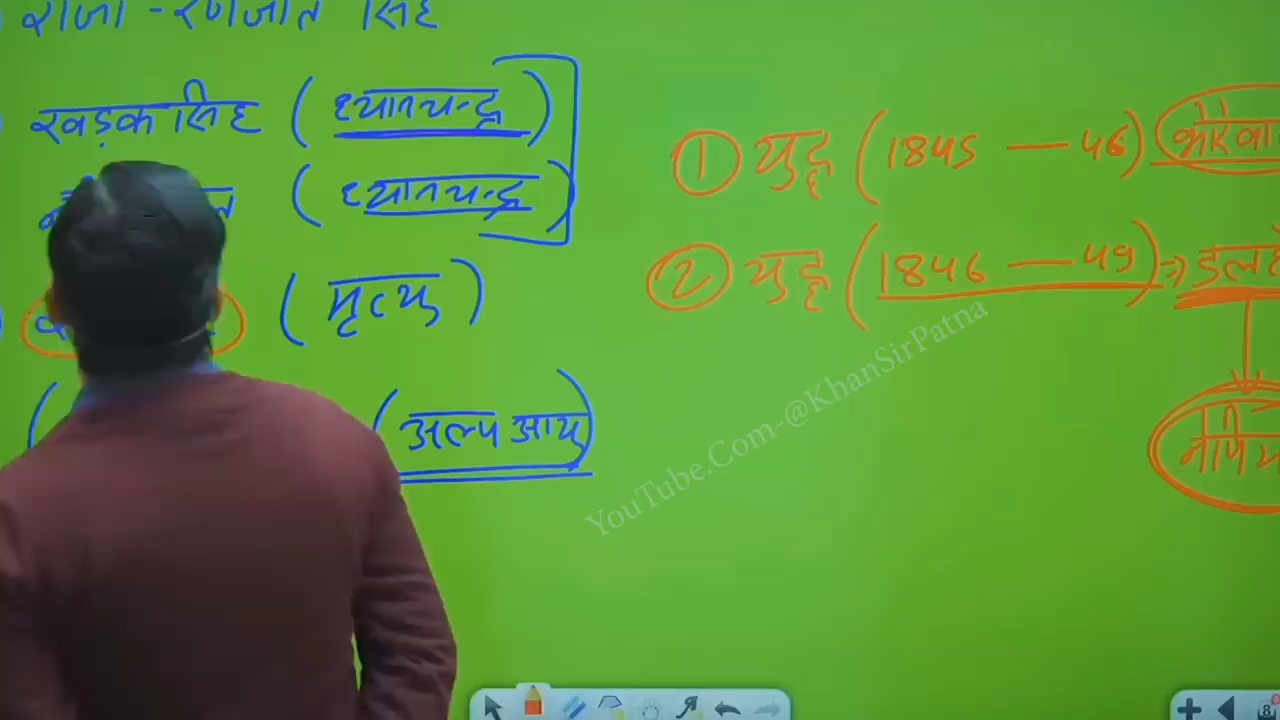 राजा - रणजीत सिंह
खड़क सिंह (ध्यानचन्द्र)
(ध्यानचन्द्र)
(मृत्यु)
(अल्प आयु)
① युद्ध (1845 — 46)
② युद्ध (1846 — 49) →
YouTube.Com-@KhanSirPatna